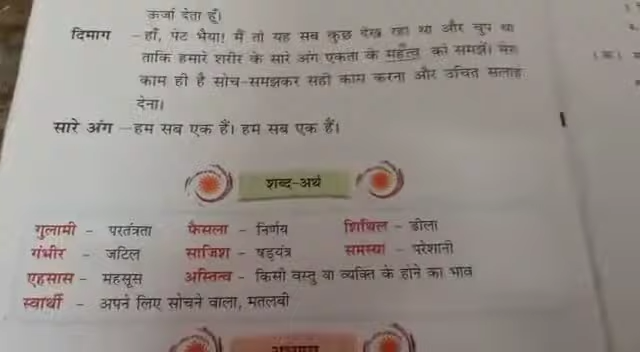 ऊर्जा देता हूँ।
दिमाग -हाँ, पेट भैया! मैं तो यह सब कुछ देख रहा था और चुप था
ताकि हमारे शरीर के सारे अंग एकता के महत्त्व को समझें। मेरा
काम ही है सोच-समझकर सही काम करना और उचित सलाह
देना।
सारे अंग -हम सब एक हैं। हम सब एक हैं।
शब्द-अर्थ
गुलामी - परतंत्रता फैसला - निर्णय शिथिल - ढीला
गंभीर - जटिल साजिश - षड्यंत्र समस्या - परेशानी
एहसास - महसूस अस्तित्व - किसी वस्तु या व्यक्ति के होने का भाव
स्वार्थी - अपने लिए सोचने वाला, मतलबी
अभ्यास